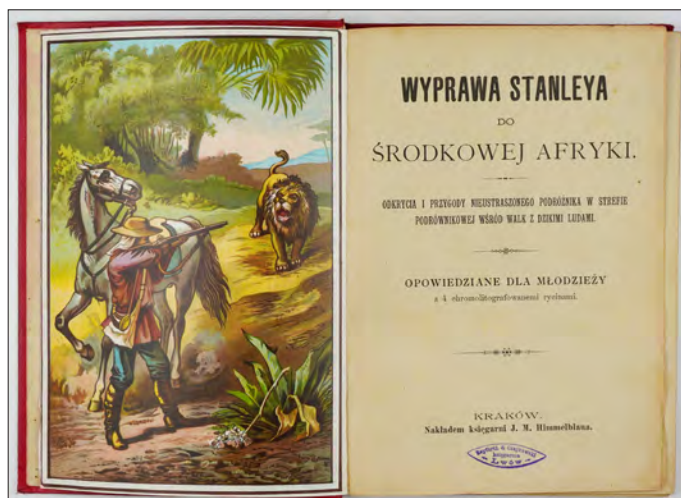 WYPRAWA STANLEYA
DO
ŚRODKOWEJ AFRYKI.
ODKRYCIA I PRZYGODY NIEUSTRASZONEGO PODRÓŻNIKA W STREFIE
PODRÓWNIKOWEJ WŚRÓD WALK Z DZIKIMI LUDAMI.
OPOWIEDZIANE DLA MŁODZIEŻY
z 4 chromolitografowanemi rycinami.
KRAKÓW.
Nakładem księgarni J. M. Himmelblaua.
Lwów